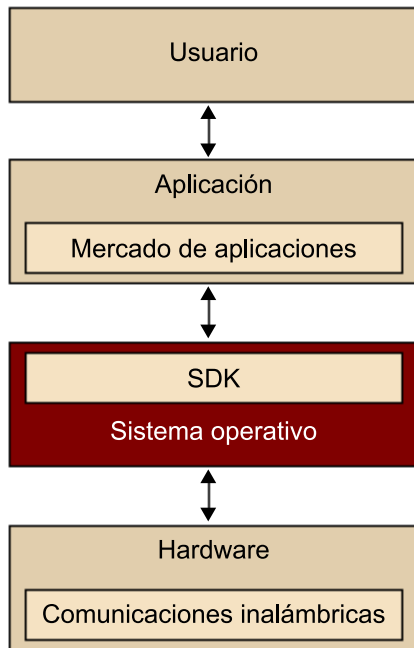 Usuario
Aplicación
Mercado de aplicaciones
SDK
Sistema operativo
Hardware
Comunicaciones inalámbricas